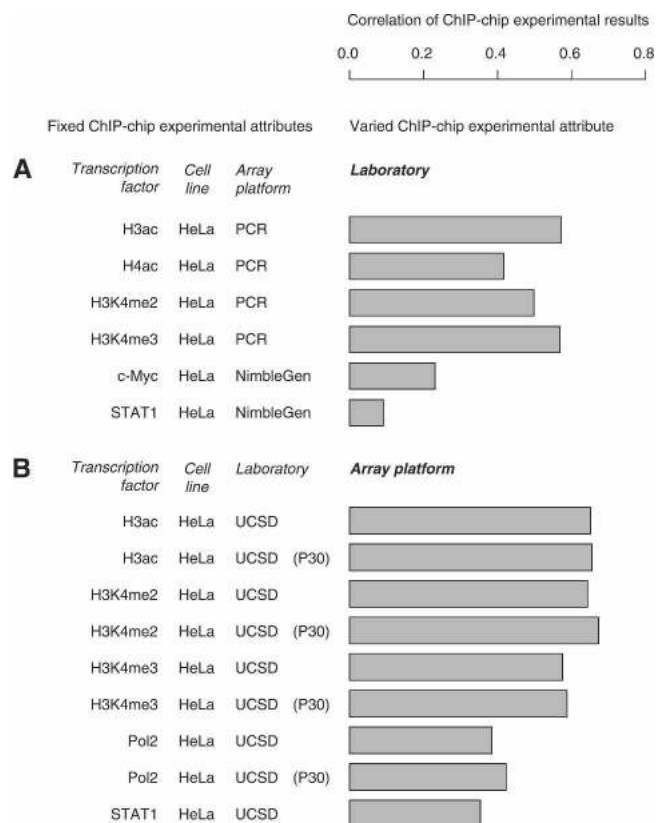 Correlation of ChIP-chip experimental results
0.0 0.2 0.4 0.6 0.8
Fixed ChIP-chip experimental attributes Varied ChIP-chip experimental attribute
A Transcription factor Cell line Array platform Laboratory
H3ac HeLa PCR
H4ac HeLa PCR
H3K4me2 HeLa PCR
H3K4me3 HeLa PCR
c-Myc HeLa NimbleGen
STAT1 HeLa NimbleGen
B Transcription factor Cell line Laboratory Array platform
H3ac HeLa UCSD
H3ac HeLa UCSD (P30)
H3K4me2 HeLa UCSD
H3K4me2 HeLa UCSD (P30)
H3K4me3 HeLa UCSD
H3K4me3 HeLa UCSD (P30)
Pol2 HeLa UCSD
Pol2 HeLa UCSD (P30)
STAT1 HeLa UCSD